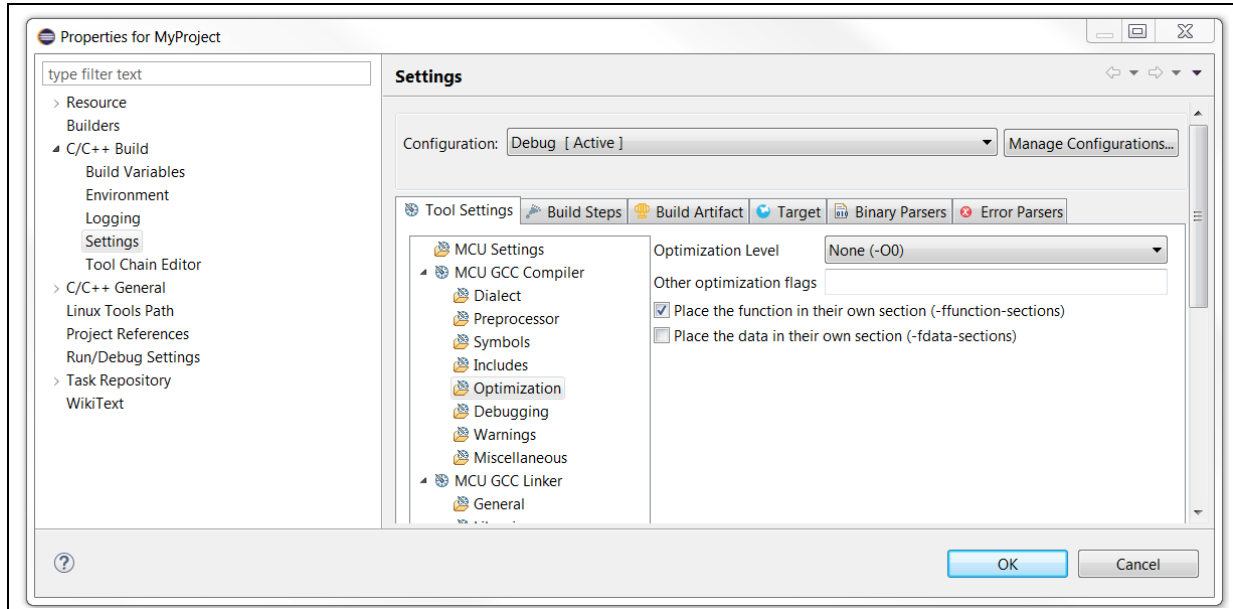 Properties for MyProject
type filter text
Resource
Builders
C/C++ Build
Build Variables
Environment
Logging
Settings
Tool Chain Editor
C/C++ General
Linux Tools Path
Project References
Run/Debug Settings
Task Repository
WikiText
Settings
Configuration: Debug [ Active ] Manage Configurations...
Tool Settings Build Steps Build Artifact Target Binary Parsers Error Parsers
MCU Settings
MCU GCC Compiler
Dialect
Preprocessor
Symbols
Includes
Optimization
Debugging
Warnings
Miscellaneous
MCU GCC Linker
General
Optimization Level None (-O0)
Other optimization flags
Place the function in their own section (-ffunction-sections)
Place the data in their own section (-fdata-sections)
?
OK Cancel